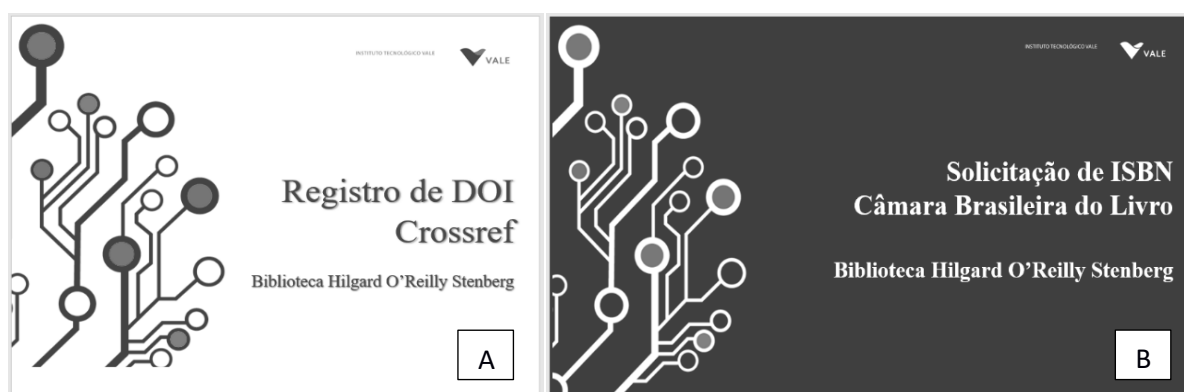 INSTITUTO TECNOLÓGICO VALE
VALE
Registro de DOI
Crossref
Biblioteca Hilgard O’Reilly Stenberg
A
INSTITUTO TECNOLÓGICO VALE
VALE
Solicitação de ISBN
Câmara Brasileira do Livro
Biblioteca Hilgard O’Reilly Stenberg
B